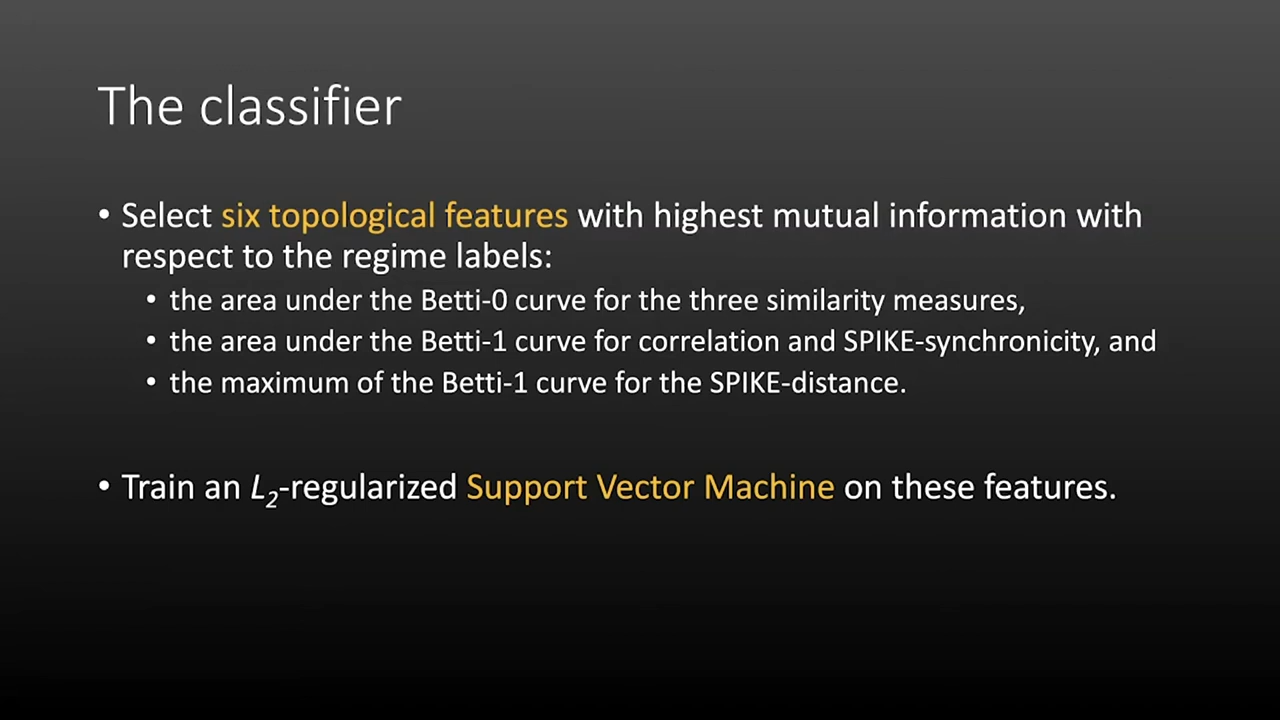 The classifier
• Select six topological features with highest mutual information with
respect to the regime labels:
• the area under the Betti-0 curve for the three similarity measures,
• the area under the Betti-1 curve for correlation and SPIKE-synchronicity, and
• the maximum of the Betti-1 curve for the SPIKE-distance.
• Train an L2-regularized Support Vector Machine on these features.